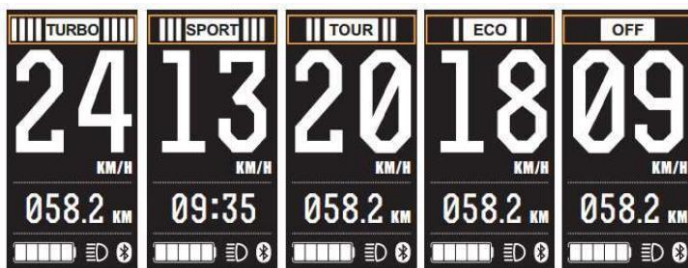 TURBO SPORT TOUR ECO OFF
24 13 20 18 09
KM/H KM/H KM/H KM/H KM/H
058.2 KM 09:35 058.2 KM 058.2 KM 058.2 KM